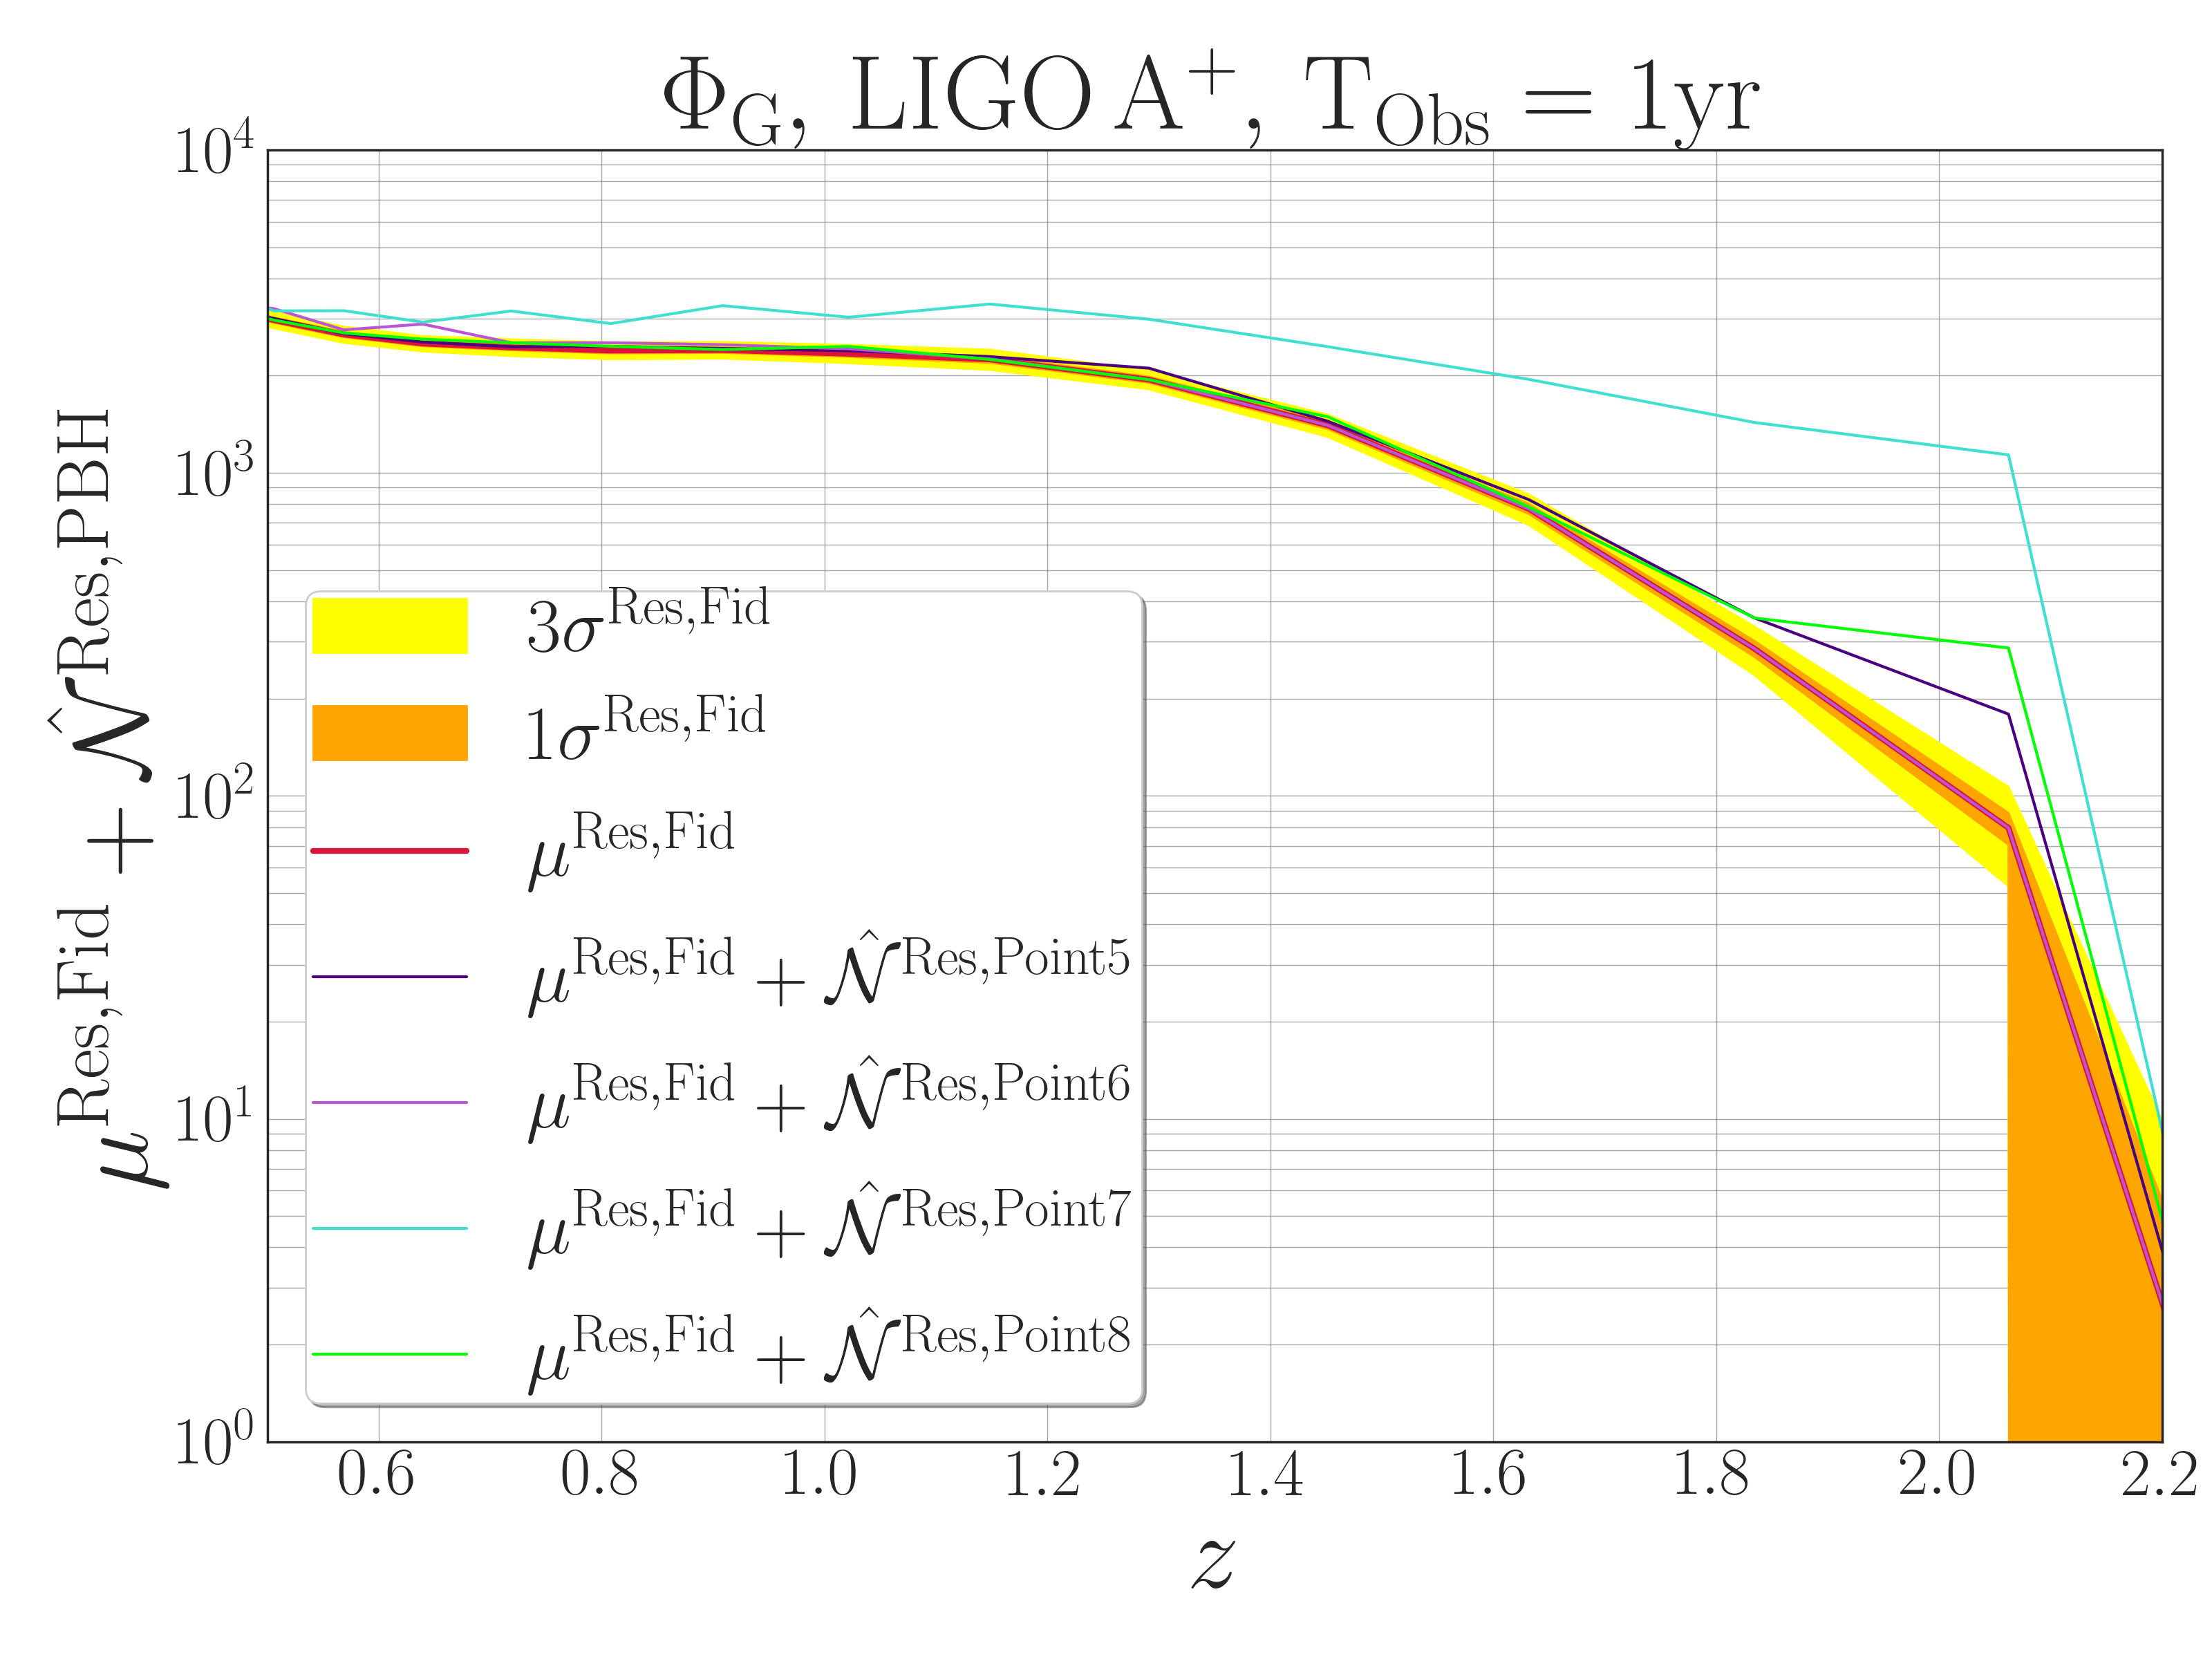 Φ_G, LIGO A^+, T_Obs = 1yr
μ^Res,Fid + 𝒩̂^Res,PBH
10^4
10^3
10^2
10^1
10^0
3σ^Res,Fid
1σ^Res,Fid
μ^Res,Fid
μ^Res,Fid + 𝒩̂^Res,Point5
μ^Res,Fid + 𝒩̂^Res,Point6
μ^Res,Fid + 𝒩̂^Res,Point7
μ^Res,Fid + 𝒩̂^Res,Point8
0.6 0.8 1.0 1.2 1.4 1.6 1.8 2.0 2.2
z